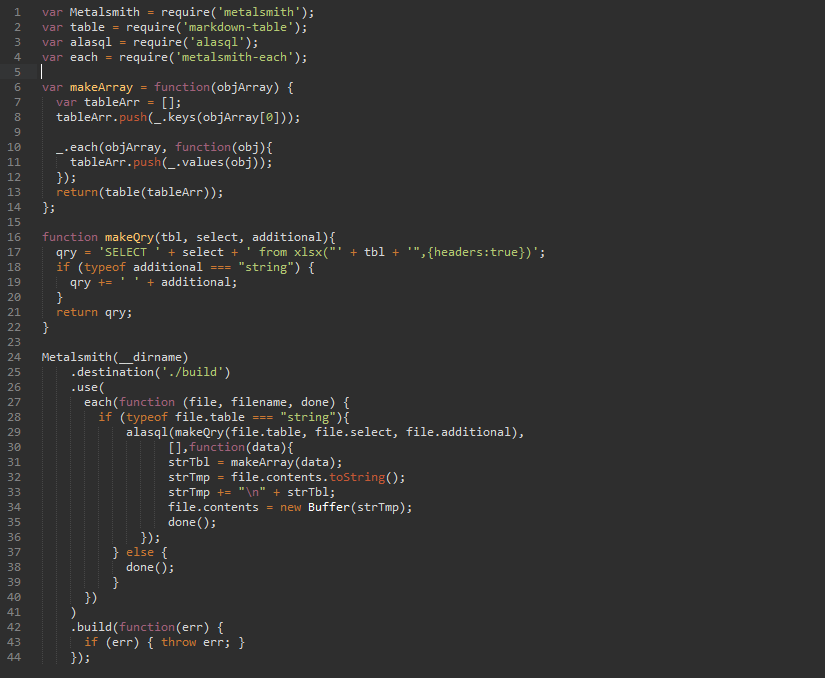 1 var Metalsmith = require('metalsmith');
2 var table = require('markdown-table');
3 var alasql = require('alasql');
4 var each = require('metalsmith-each');
5
6 var makeArray = function(objArray) {
7   var tableArr = [];
8   tableArr.push(_.keys(objArray[0]));
9
10   _.each(objArray, function(obj){
11     tableArr.push(_.values(obj));
12   });
13   return(table(tableArr));
14 };
15
16 function makeQry(tbl, select, additional){
17   qry = 'SELECT ' + select + ' from xlsx("' + tbl + '",{headers:true})';
18   if (typeof additional === "string") {
19     qry += ' ' + additional;
20   }
21   return qry;
22 }
23
24 Metalsmith(__dirname)
25     .destination('./build')
26     .use(
27       each(function (file, filename, done) {
28         if (typeof file.table === "string"){
29             alasql(makeQry(file.table, file.select, file.additional),
30                   [],function(data){
31                   strTbl = makeArray(data);
32                   strTmp = file.contents.toString();
33                   strTmp += "\n" + strTbl;
34                   file.contents = new Buffer(strTmp);
35                   done();
36               });
37           } else {
38             done();
39           }
40       })
41     )
42     .build(function(err) {
43       if (err) { throw err; }
44     });